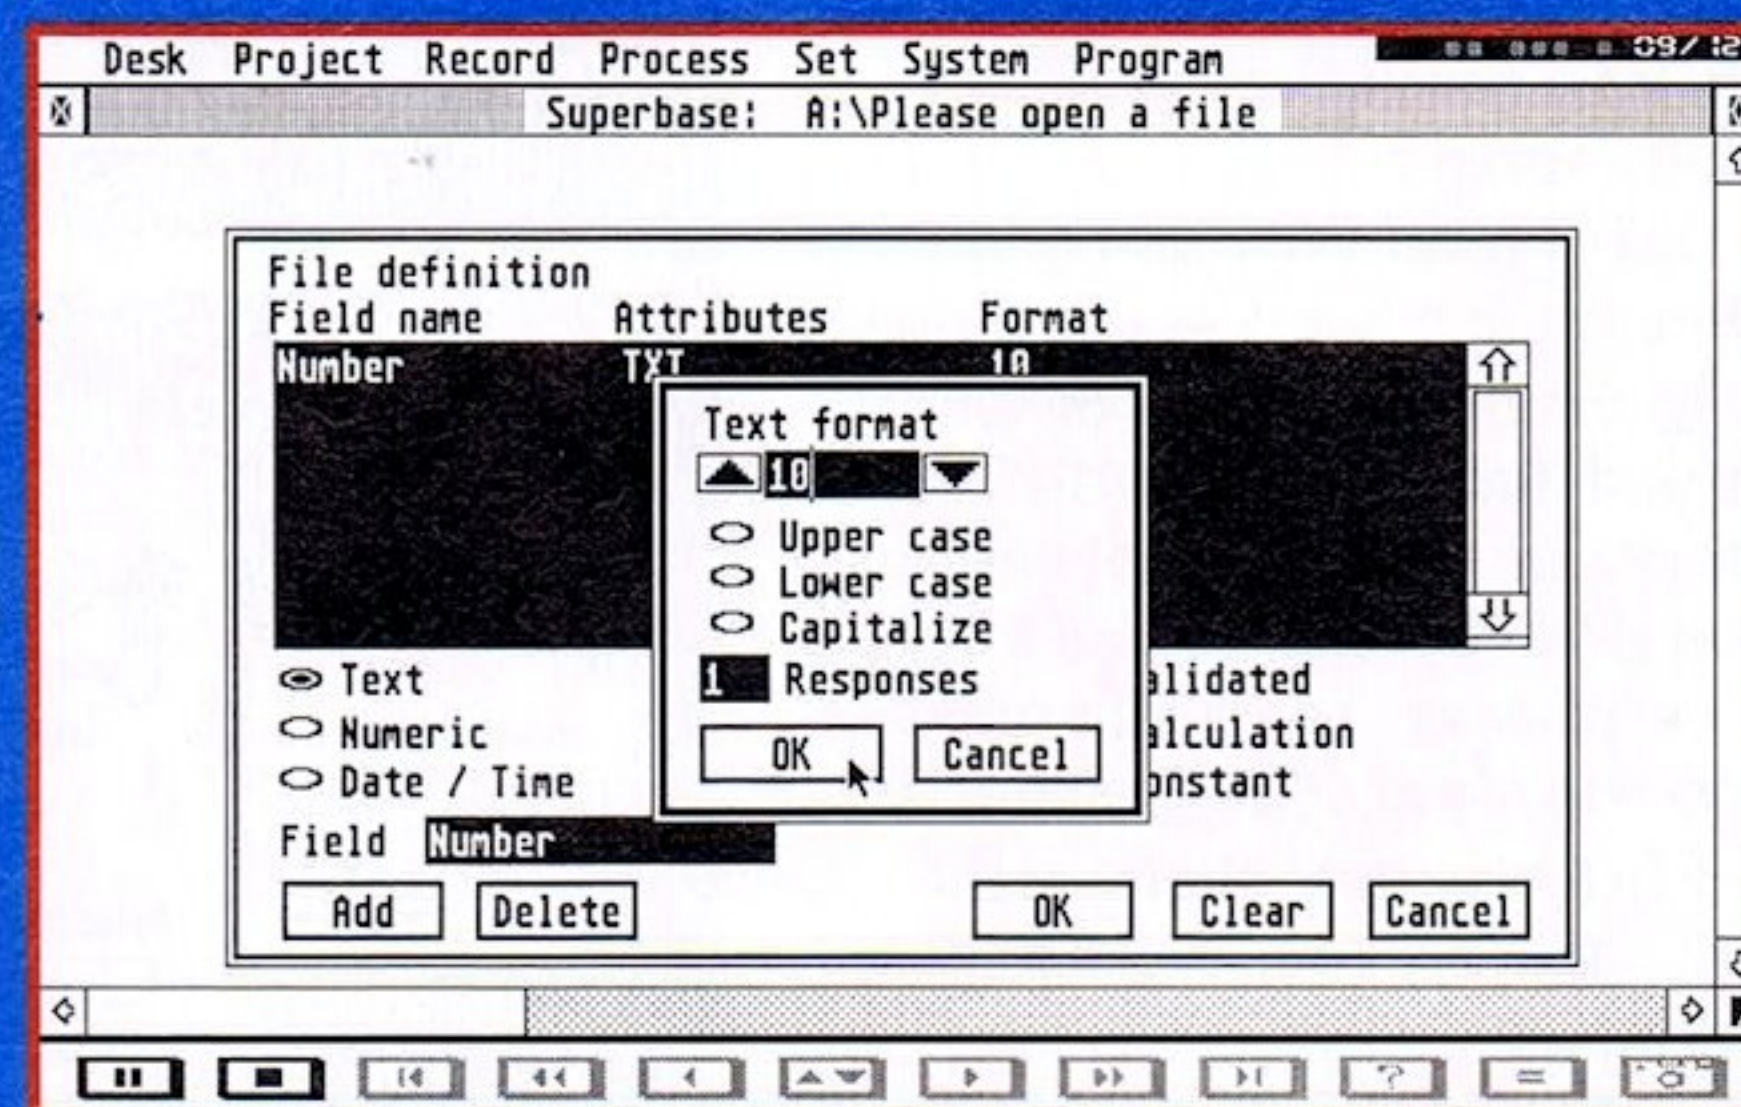 Desk Project Record Process Set System Program 09/12
Superbase: A:\Please open a file
File definition
Field name Attributes Format
Number TXT 10
Text format
10
Upper case
Lower case
Capitalize
1 Responses
OK Cancel
Text alidated
Numeric alculation
Date / Time onstant
Field Number
Add Delete OK Clear Cancel
? =